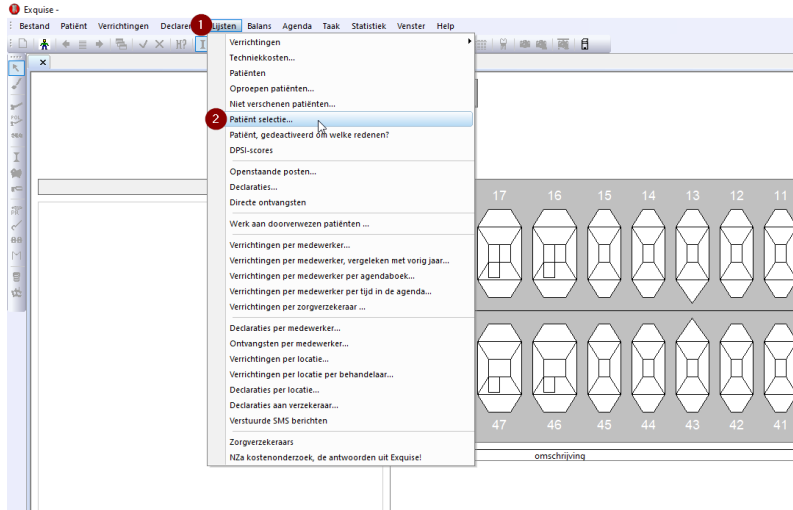 Exquise -
Bestand Patiënt Verrichtingen Declaren Lijsten Balans Agenda Taak Statistiek Venster Help
1
Verrichtingen
Techniekkosten...
Patiënten
Oproepen patiënten...
Niet verschenen patiënten...
2 Patiënt selectie...
Patiënt, gedeactiveerd om welke redenen?
DPSI-scores
Openstaande posten...
Declaraties...
Directe ontvangsten
Werk aan doorverwezen patiënten ...
Verrichtingen per medewerker...
Verrichtingen per medewerker, vergeleken met vorig jaar...
Verrichtingen per medewerker per agendaboek...
Verrichtingen per medewerker per tijd in de agenda...
Verrichtingen per zorgverzekeraar ...
Declaraties per medewerker...
Ontvangsten per medewerker...
Verrichtingen per locatie...
Verrichtingen per locatie per behandelaar...
Declaraties per locatie...
Declaraties aan verzekeraar...
Verstuurde SMS berichten
Zorgverzekeraars
NZa kostenonderzoek, de antwoorden uit Exquise!
17 16 15 14 13 12 11
47 46 45 44 43 42 41
omschrijving